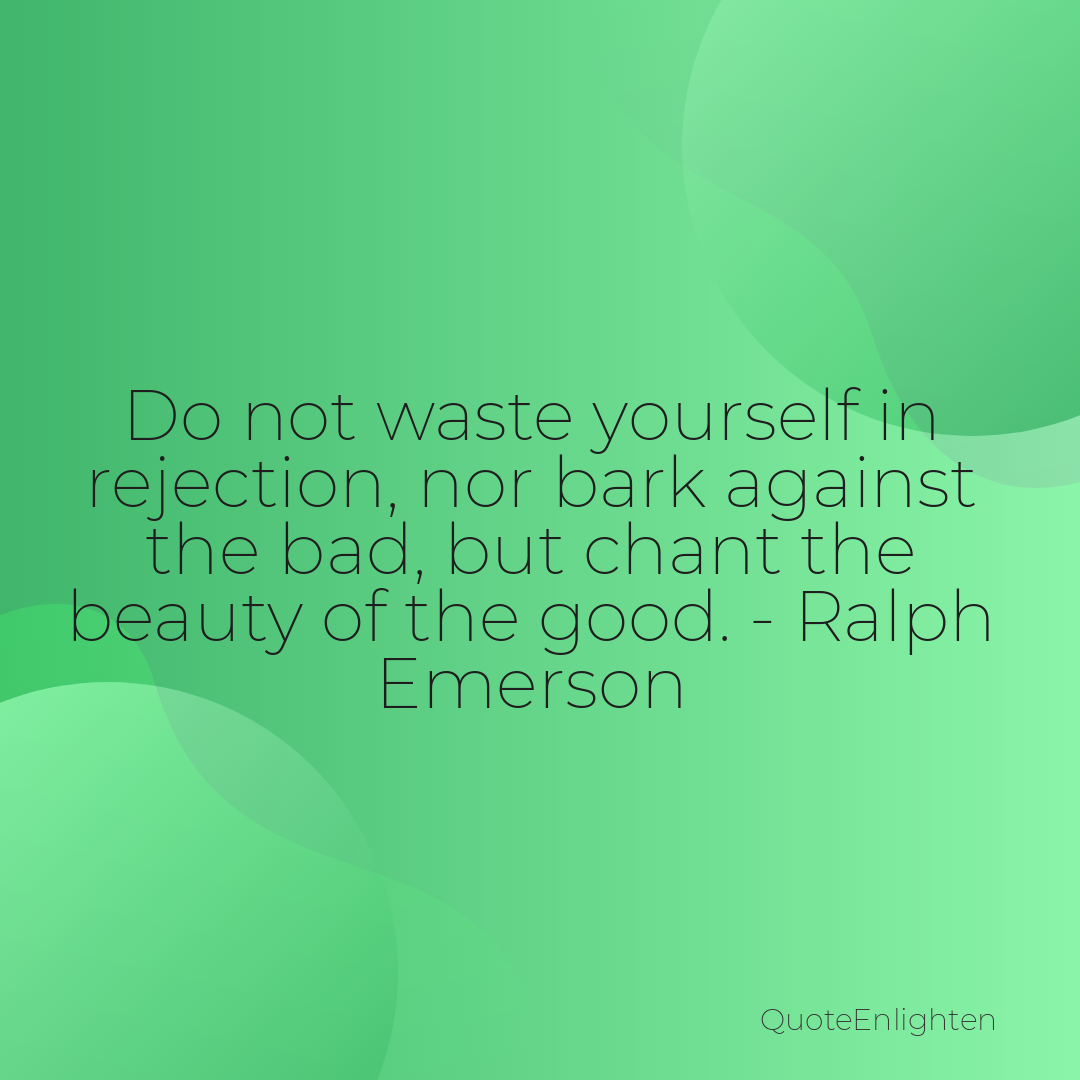 Do not waste yourself in
rejection, nor bark against
the bad, but chant the
beauty of the good. - Ralph
Emerson
QuoteEnlighten